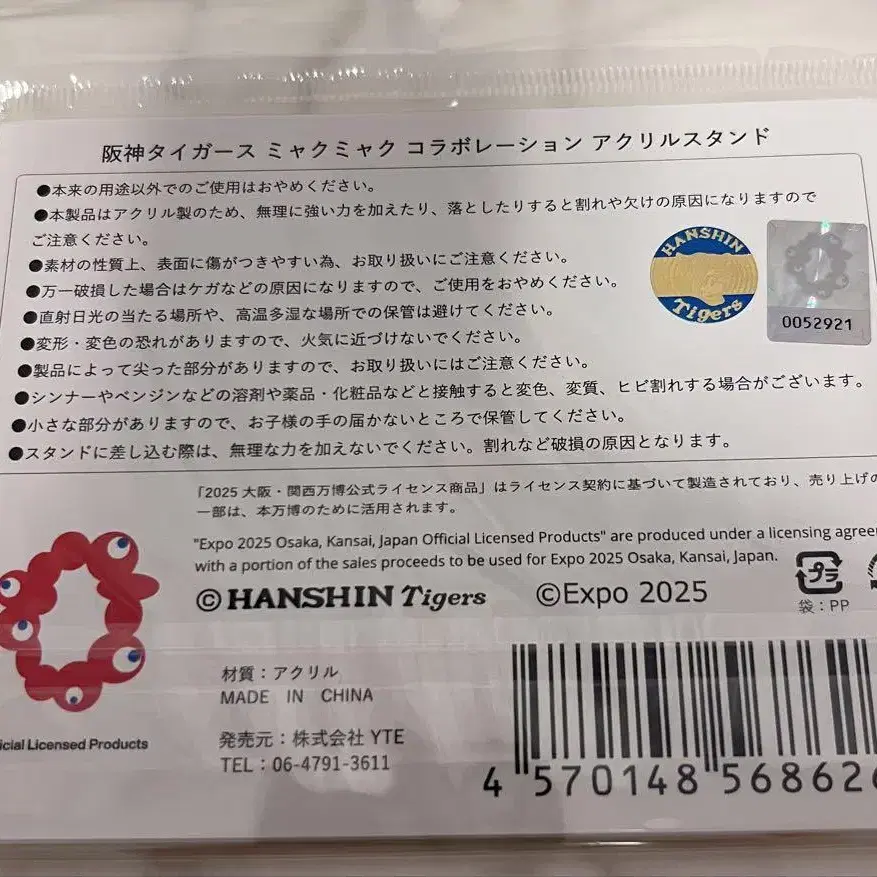 阪神タイガース ミャクミャク コラボレーション アクリルスタンド
●本来の用途以外でのご使用はおやめください。
●本製品はアクリル製のため、無理に強い力を加えたり、落としたりすると割れや欠けの原因になりますので
ご注意ください。
●素材の性質上、表面に傷がつきやすい為、お取り扱いにご注意ください。
●万一破損した場合はケガなどの原因になりますので、ご使用をおやめください。
●直射日光の当たる場所や、高温多湿な場所での保管は避けてください。
●変形・変色の恐れがありますので、火気に近づけないでください。
●製品によって尖った部分がありますので、お取り扱いにはご注意ください。
●シンナーやベンジンなどの溶剤や薬品・化粧品などと接触すると変色、変質、ヒビ割れする場合がございます。
●小さな部分がありますので、お子様の手の届かないところで保管してください。
●スタンドに差し込む際は、無理な力を加えないでください。割れなど破損の原因となります。
HANSHIN
Tigers
0052921
「2025 大阪・関西万博公式ライセンス商品」はライセンス契約に基づいて製造されており、売り上げの
一部は、本万博のために活用されます。
"Expo 2025 Osaka, Kansai, Japan Official Licensed Products" are produced under a licensing agree
with a portion of the sales proceeds to be used for Expo 2025 Osaka, Kansai, Japan.
©HANSHIN Tigers ©Expo 2025
プラ
袋：PP
icial Licensed Products
材質：アクリル
MADE IN CHINA
発売元：株式会社 YTE
TEL：06-4791-3611
4 570148 568626